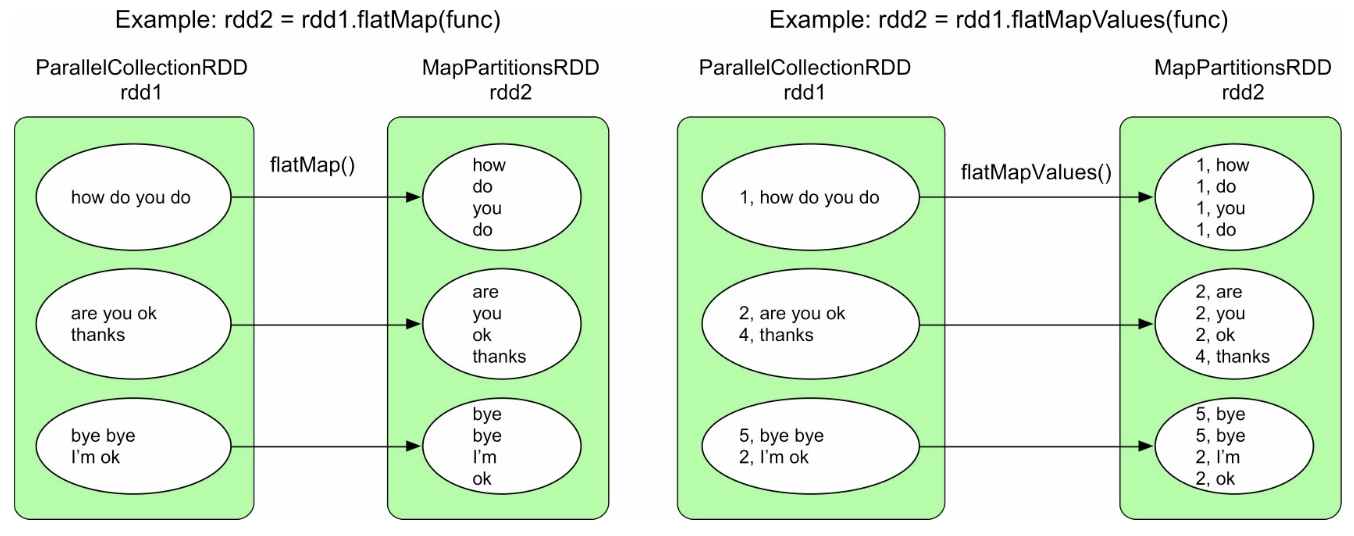 Example: rdd2 = rdd1.flatMap(func)
ParallelCollectionRDD
rdd1
MapPartitionsRDD
rdd2
flatMap()
how do you do
how
do
you
do
are you ok
thanks
are
you
ok
thanks
bye bye
I'm ok
bye
bye
I'm
ok
Example: rdd2 = rdd1.flatMapValues(func)
ParallelCollectionRDD
rdd1
MapPartitionsRDD
rdd2
flatMapValues()
1, how do you do
1, how
1, do
1, you
1, do
2, are you ok
4, thanks
2, are
2, you
2, ok
4, thanks
5, bye bye
2, I'm ok
5, bye
5, bye
2, I'm
2, ok